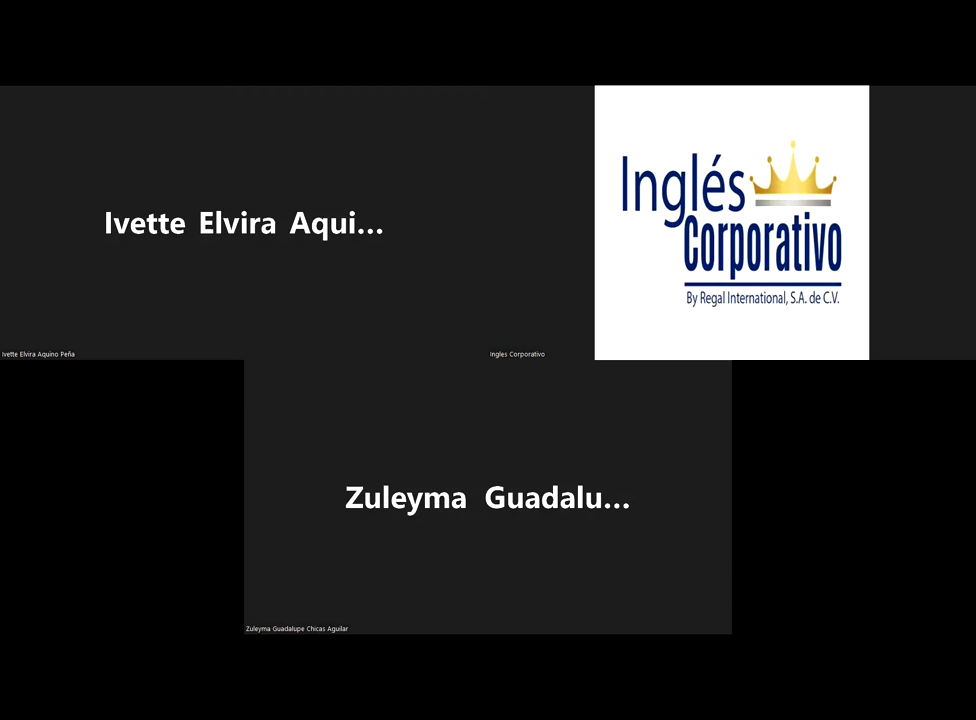 Ivette Elvira Aqui...
Inglés
Corporativo
By Regal International, S.A. de C.V.
Ivette Elvira Aquino Peña
Ingles Corporativo
Zuleyma Guadalu...
Zuleyma Guadalupe Chicas Aguilar